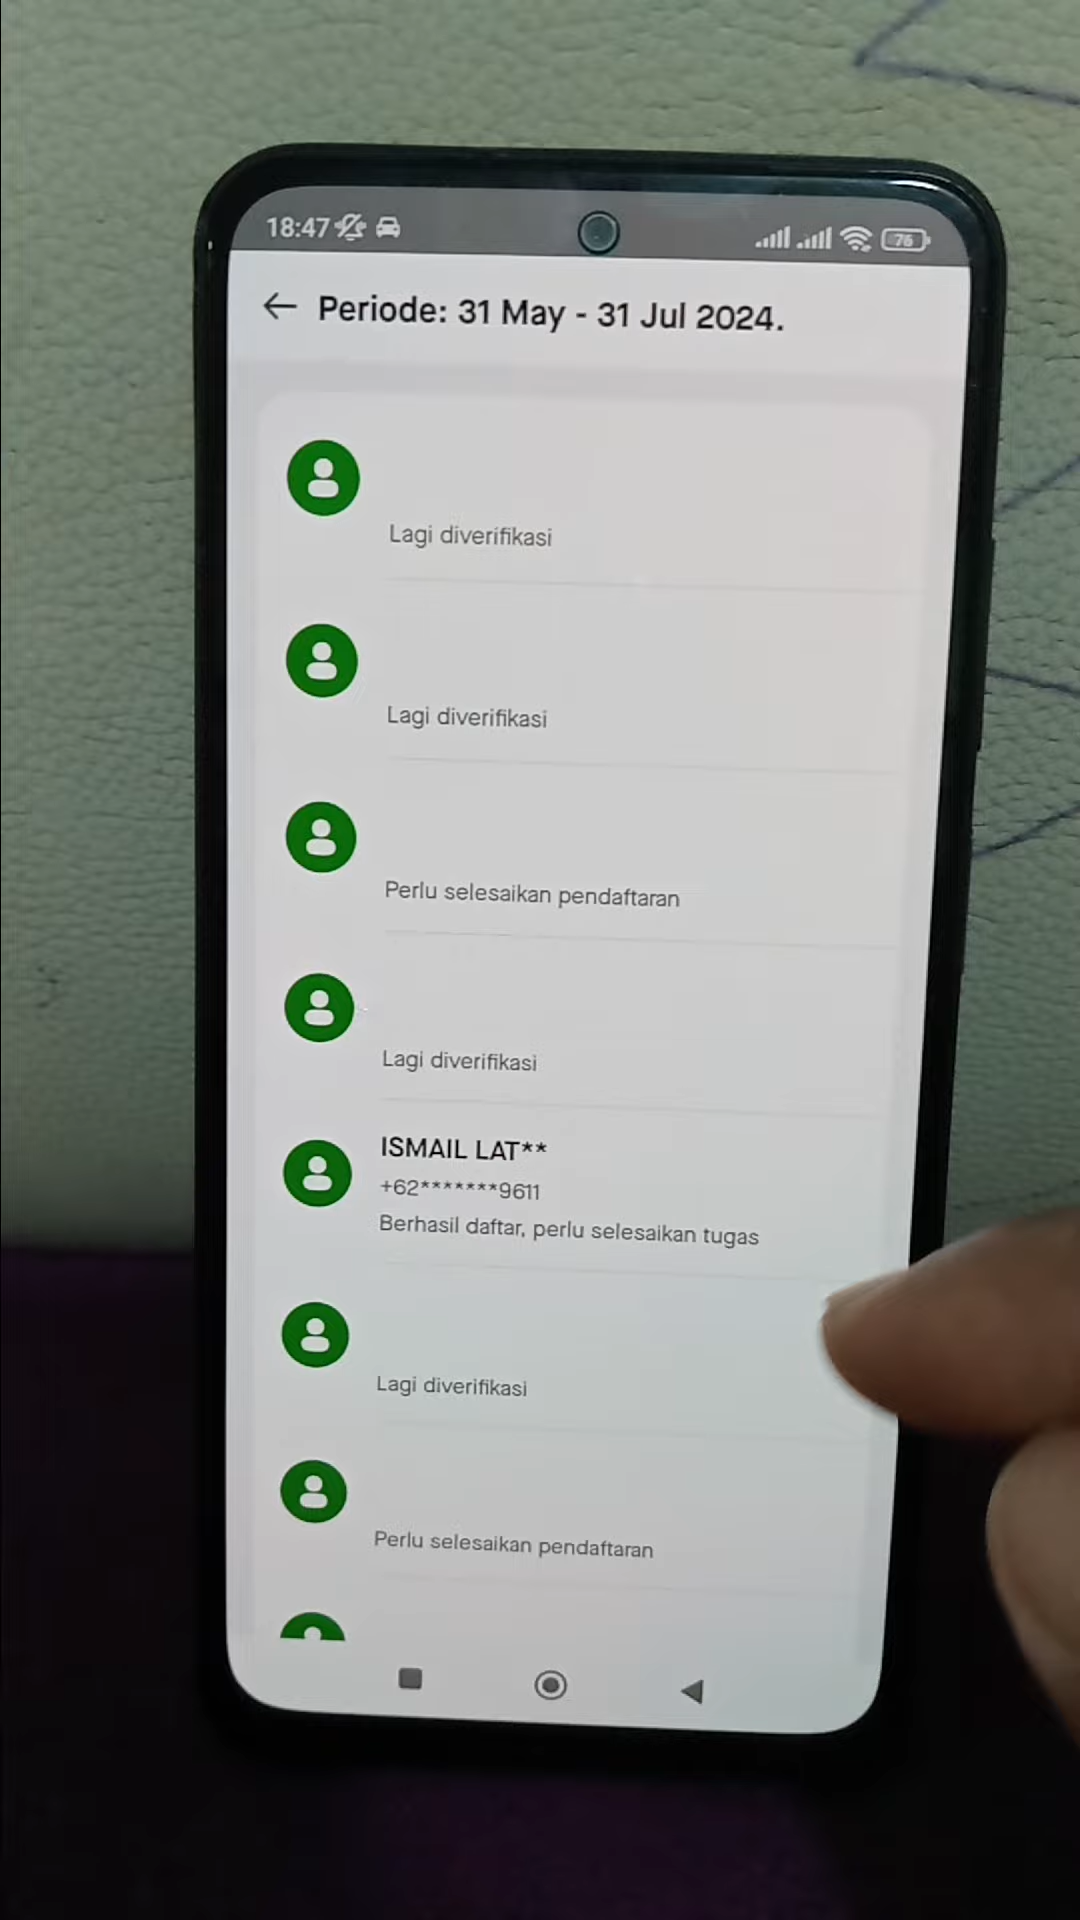 18:47
76
Periode: 31 May - 31 Jul 2024.
Lagi diverifikasi
Lagi diverifikasi
Perlu selesaikan pendaftaran
Lagi diverifikasi
ISMAIL LAT**
+62*******9611
Berhasil daftar, perlu selesaikan tugas
Lagi diverifikasi
Perlu selesaikan pendaftaran